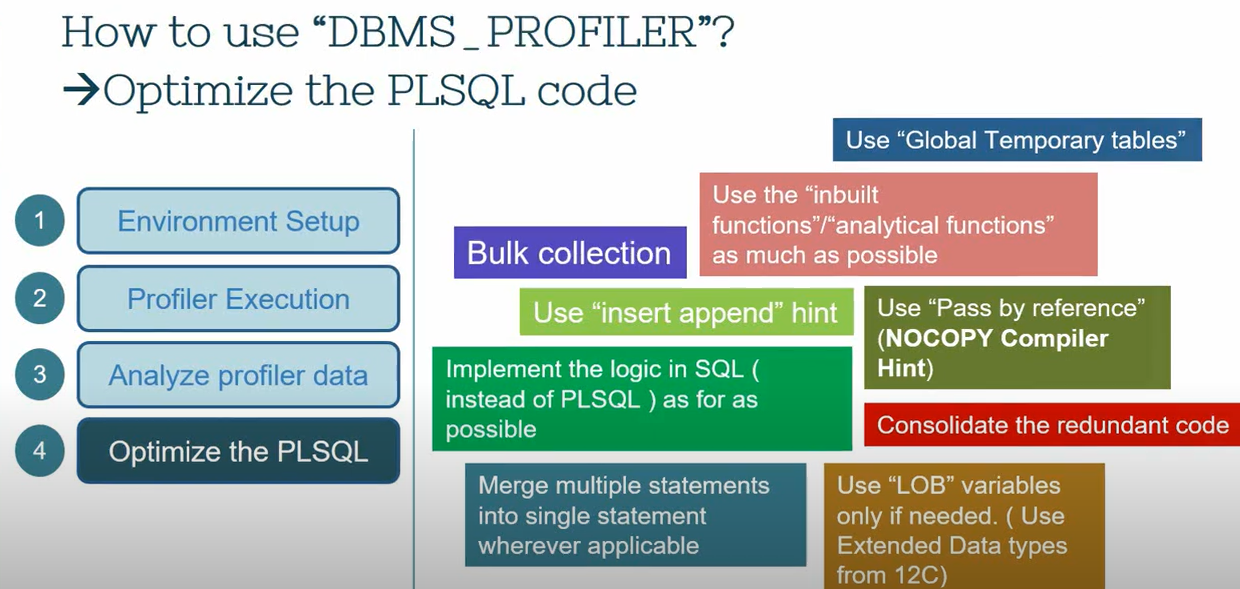 How to use “DBMS_PROFILER”?
→Optimize the PLSQL code
1
Environment Setup
2
Profiler Execution
3
Analyze profiler data
4
Optimize the PLSQL
Use “Global Temporary tables”
Use the “inbuilt
functions”/“analytical functions”
as much as possible
Bulk collection
Use “insert append” hint
Use “Pass by reference”
(NOCOPY Compiler
Hint)
Implement the logic in SQL (
instead of PLSQL ) as for as
possible
Consolidate the redundant code
Merge multiple statements
into single statement
wherever applicable
Use “LOB” variables
only if needed. ( Use
Extended Data types
from 12C)